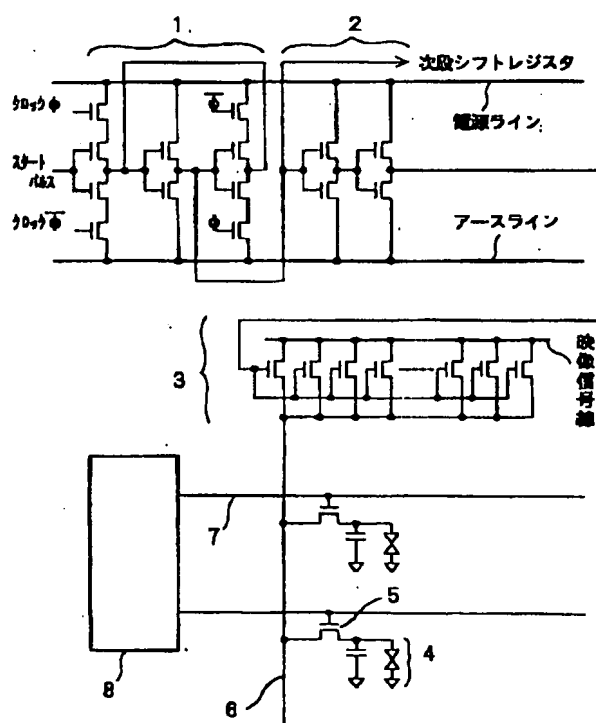 1
2
次段シフトレジスタ
クロックΦ
Φ̅
電源ライン
スタート
パルス
クロックΦ̅
Φ
アースライン
3
映像信号線
7
5
4
8
6